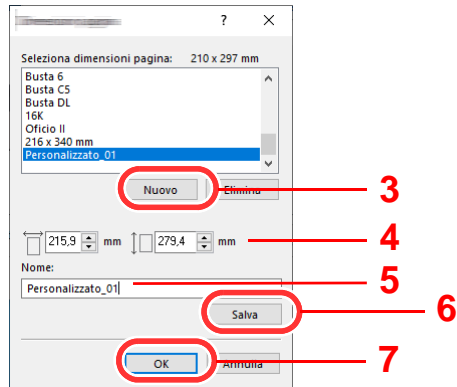 ?
Seleziona dimensioni pagina: 210 x 297 mm
Busta 6
Busta C5
Busta DL
16K
Oficio II
216 x 340 mm
Personalizzato_01
Nuovo Elimina 3
215,9 mm 279,4 mm 4
Nome:
Personalizzato_01 5
Salva 6
OK Annulla 7